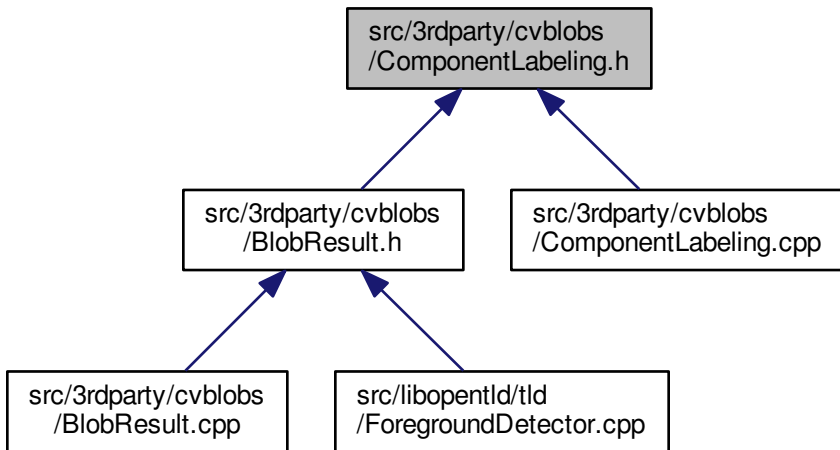 src/3rdparty/cvblobs
/ComponentLabeling.h
src/3rdparty/cvblobs
/BlobResult.h
src/3rdparty/cvblobs
/ComponentLabeling.cpp
src/3rdparty/cvblobs
/BlobResult.cpp
src/libopentld/tld
/ForegroundDetector.cpp